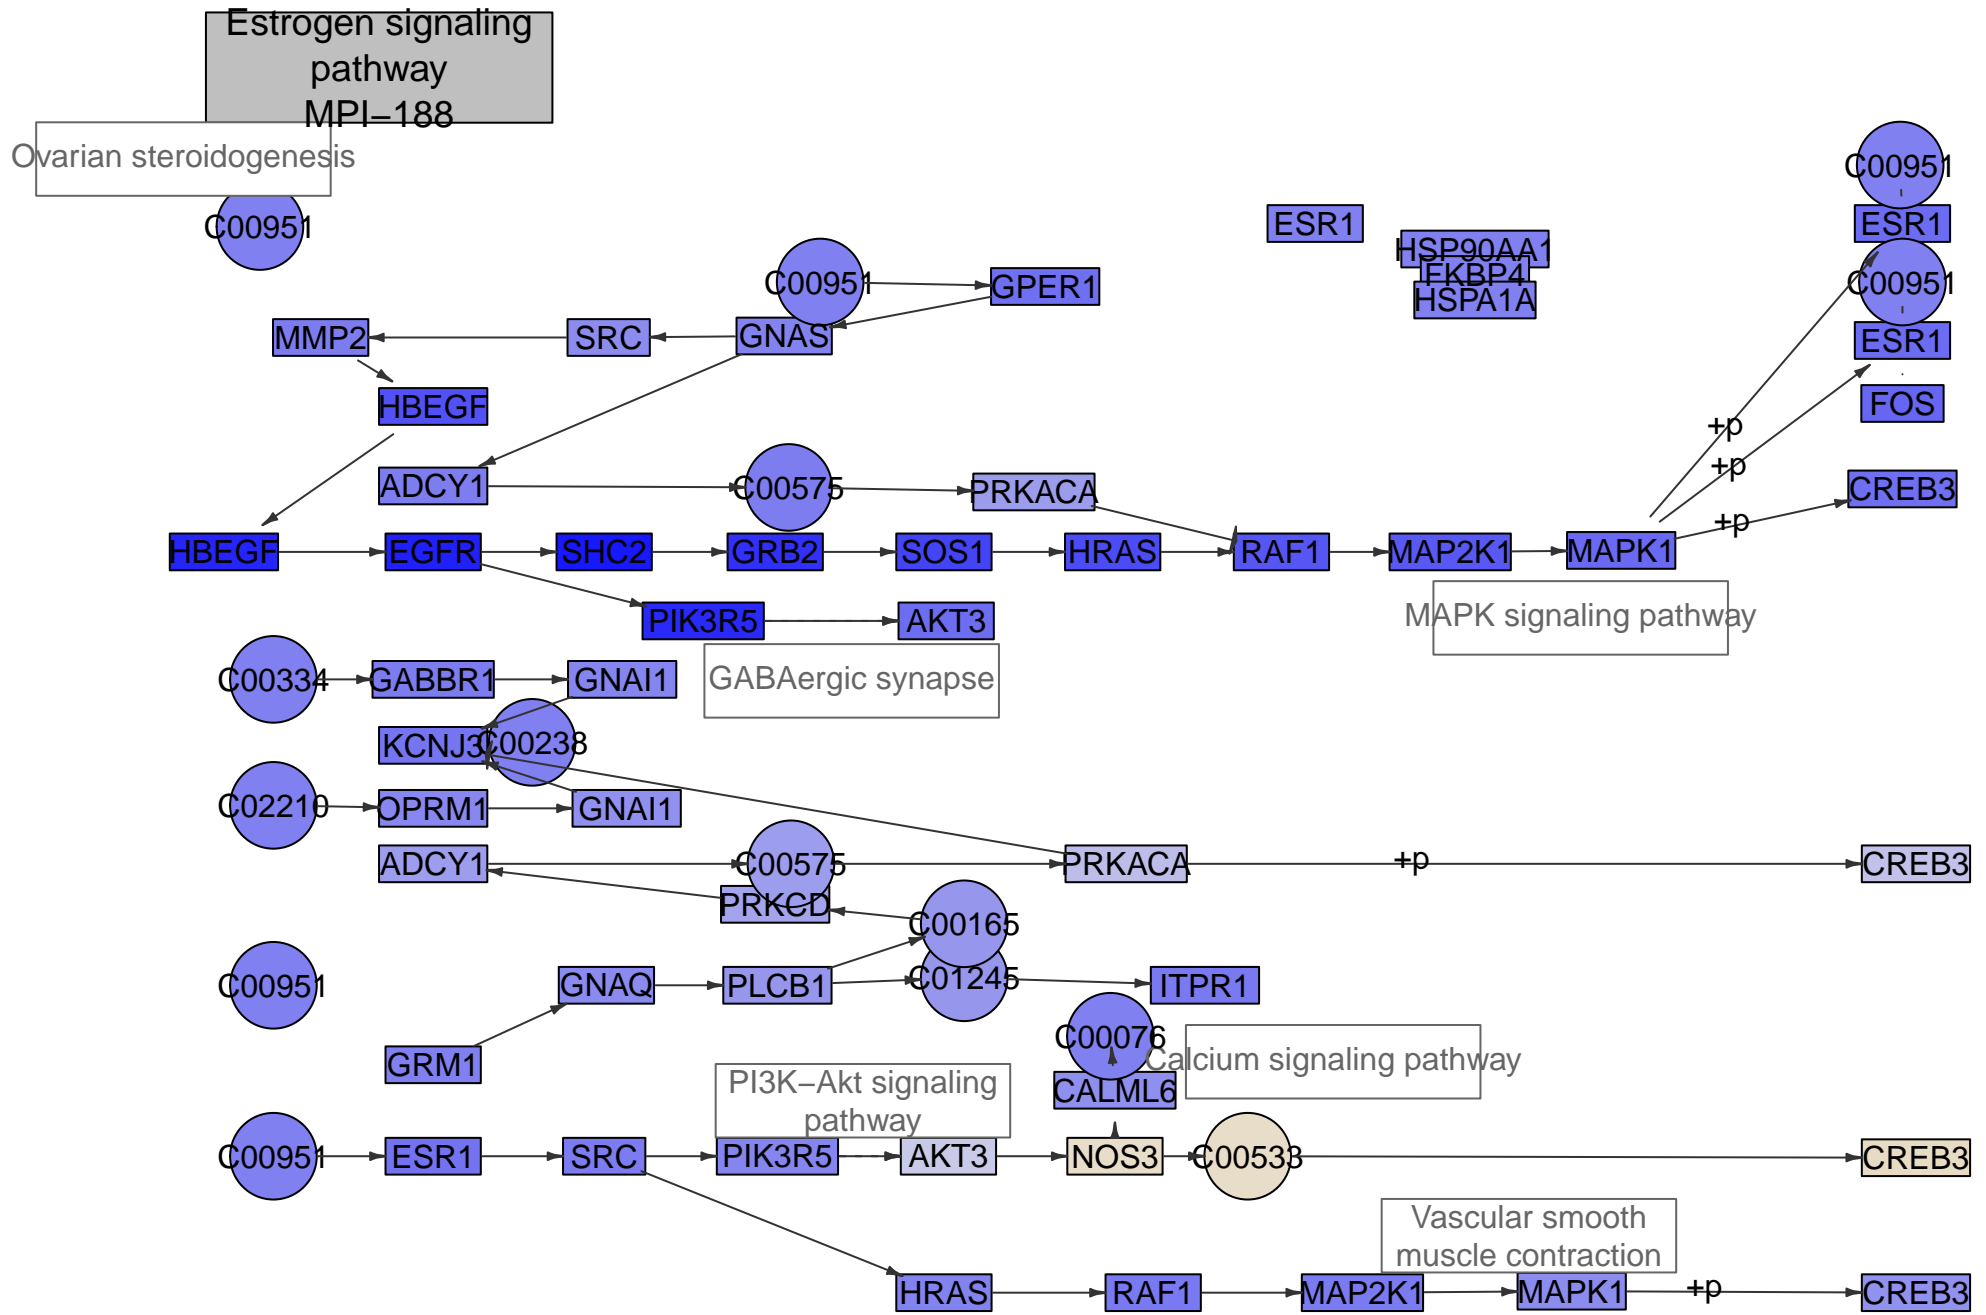 Estrogen signaling
pathway
MPI−188
Ovarian steroidogenesis
C00951
C00951
ESR1
C00951
ESR1
HSP90AA1
FKBP4
HSPA1A
C00951
GPER1
C00951
GNAS
SRC
MMP2
ESR1
HBEGF
FOS
+p
+p
ADCY1
C00575
PRKACA
CREB3
+p
HBEGF
EGFR
SHC2
GRB2
SOS1
HRAS
RAF1
MAP2K1
MAPK1
PIK3R5
AKT3
MAPK signaling pathway
C00334
GABBR1
GNAI1
GABAergic synapse
KCNJ3
C00238
C02210
OPRM1
GNAI1
ADCY1
C00575
PRKACA
+p
CREB3
PRKCD
C00165
C00951
GNAQ
PLCB1
C01245
ITPR1
C00076
Calcium signaling pathway
GRM1
CALML6
PI3K−Akt signaling
pathway
C00951
ESR1
SRC
PIK3R5
AKT3
NOS3
C00533
CREB3
Vascular smooth
muscle contraction
HRAS
RAF1
MAP2K1
MAPK1
+p
CREB3